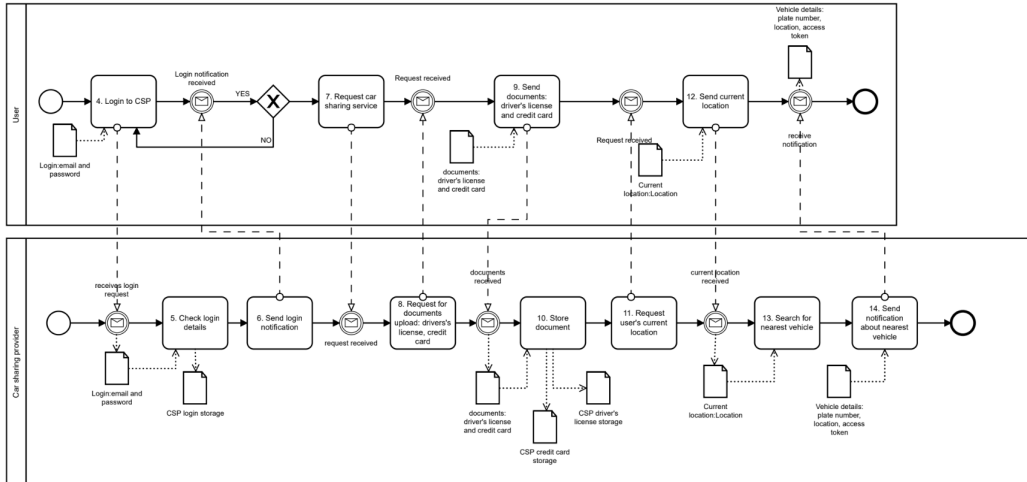 User
Login notification
received
YES
NO
4. Login to CSP
Login:email and
password
7. Request car
sharing service
Request received
9. Send
documents:
driver's license
and credit card
documents:
driver's license
and credit card
Request received
12. Send current
location
Current
location:Location
Vehicle details:
plate number,
location, access
token
receive
notification
Car sharing provider
receives login
request
Login:email and
password
5. Check login
details
CSP login storage
6. Send login
notification
request received
8. Request for
documents
upload: drivers's
license, credit
card
documents
received
documents:
driver's license
and credit card
10. Store
document
CSP credit card
storage
CSP driver's
license storage
11. Request
user's current
location
current location
received
Current
location:Location
13. Search for
nearest vehicle
14. Send
notification
about nearest
vehicle
Vehicle details:
plate number,
location, access
token